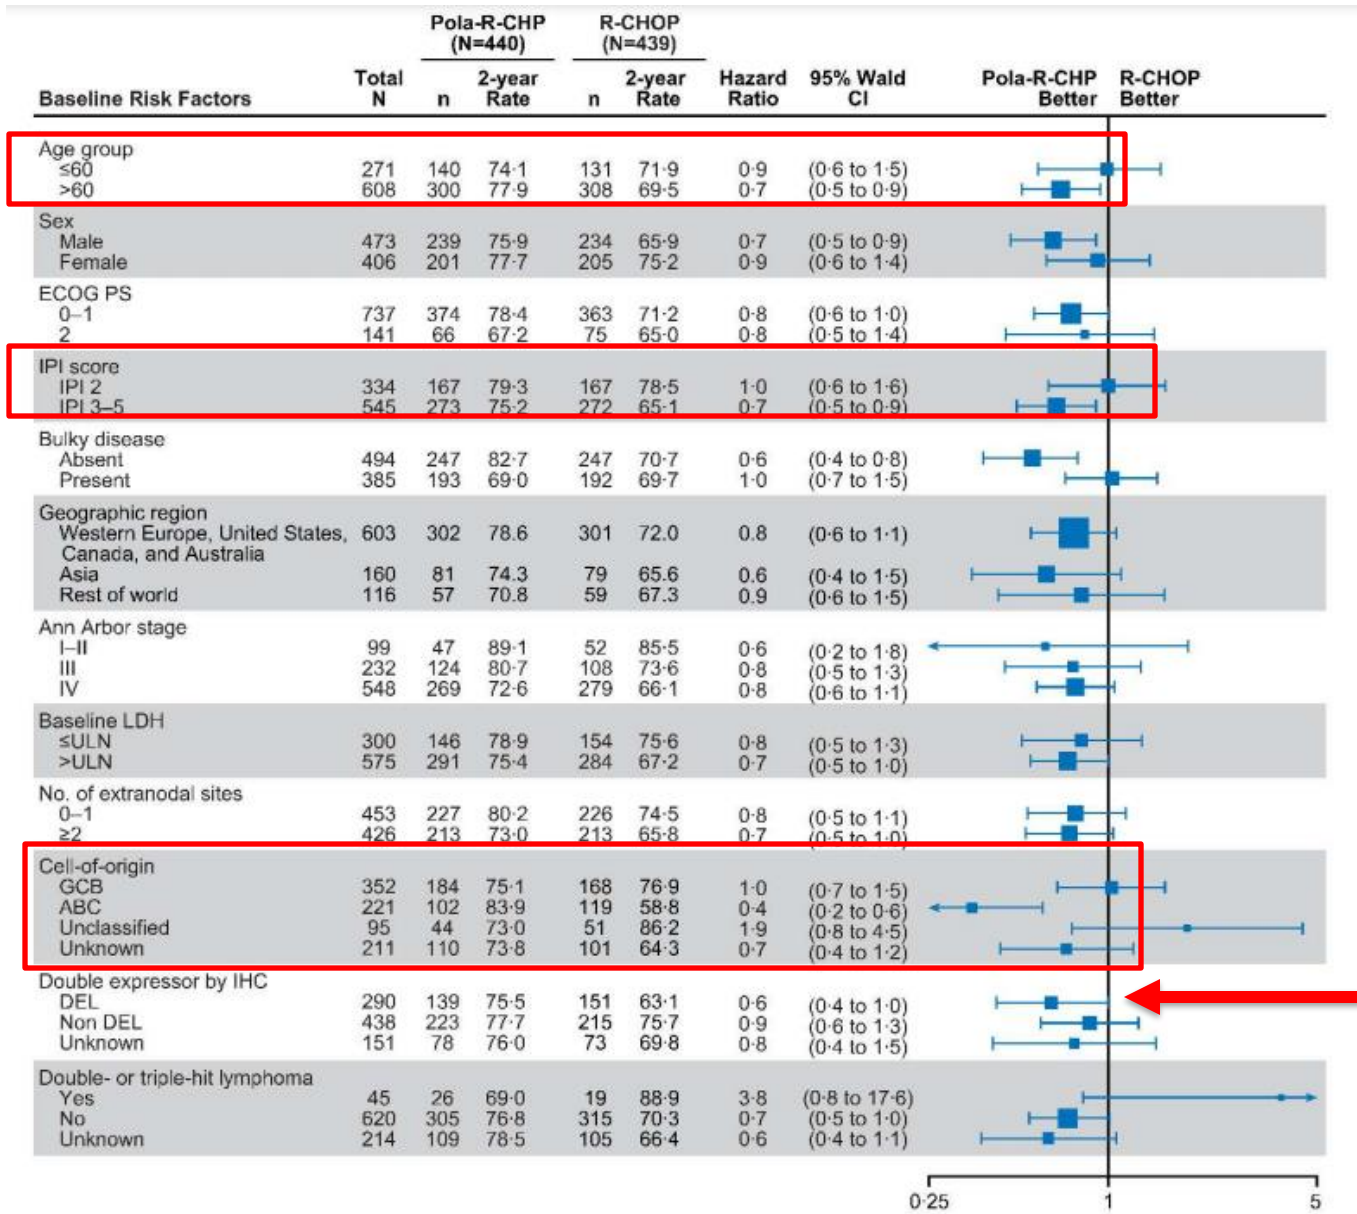 Pola-R-CHP R-CHOP
(N=440) (N=439)
Total 2-year 2-year Hazard 95% Wald Pola-R-CHP R-CHOP
Baseline Risk Factors N n Rate n Rate Ratio CI Better Better
Age group
≤60 271 140 74·1 131 71·9 0·9 (0·6 to 1·5)
>60 608 300 77·9 308 69·5 0·7 (0·5 to 0·9)
Sex
Male 473 239 75·9 234 65·9 0·7 (0·5 to 0·9)
Female 406 201 77·7 205 75·2 0·9 (0·6 to 1·4)
ECOG PS
0–1 737 374 78·4 363 71·2 0·8 (0·6 to 1·0)
2 141 66 67·2 75 65·0 0·8 (0·5 to 1·4)
IPI score
IPI 2 334 167 79·3 167 78·5 1·0 (0·6 to 1·6)
IPI 3–5 545 273 75·2 272 65·1 0·7 (0·5 to 0·9)
Bulky disease
Absent 494 247 82·7 247 70·7 0·6 (0·4 to 0·8)
Present 385 193 69·0 192 69·7 1·0 (0·7 to 1·5)
Geographic region
Western Europe, United States, 603 302 78.6 301 72.0 0.8 (0·6 to 1·1)
Canada, and Australia
Asia 160 81 74.3 79 65.6 0.6 (0·4 to 1·5)
Rest of world 116 57 70.8 59 67.3 0.9 (0·6 to 1·5)
Ann Arbor stage
I–II 99 47 89·1 52 85·5 0·6 (0·2 to 1·8)
III 232 124 80·7 108 73·6 0·8 (0·5 to 1·3)
IV 548 269 72·6 279 66·1 0·8 (0·6 to 1·1)
Baseline LDH
≤ULN 300 146 78·9 154 75·6 0·8 (0·5 to 1·3)
>ULN 575 291 75·4 284 67·2 0·7 (0·5 to 1·0)
No. of extranodal sites
0–1 453 227 80·2 226 74·5 0·8 (0·5 to 1·1)
≥2 426 213 73·0 213 65·8 0·7 (0·5 to 1·0)
Cell-of-origin
GCB 352 184 75·1 168 76·9 1·0 (0·7 to 1·5)
ABC 221 102 83·9 119 58·8 0·4 (0·2 to 0·6)
Unclassified 95 44 73·0 51 86·2 1·9 (0·8 to 4·5)
Unknown 211 110 73·8 101 64·3 0·7 (0·4 to 1·2)
Double expressor by IHC
DEL 290 139 75·5 151 63·1 0·6 (0·4 to 1·0)
Non DEL 438 223 77·7 215 75·7 0·9 (0·6 to 1·3)
Unknown 151 78 76·0 73 69·8 0·8 (0·4 to 1·5)
Double- or triple-hit lymphoma
Yes 45 26 69·0 19 88·9 3·8 (0·8 to 17·6)
No 620 305 76·8 315 70·3 0·7 (0·5 to 1·0)
Unknown 214 109 78·5 105 66·4 0·6 (0·4 to 1·1)
0·25 1 5